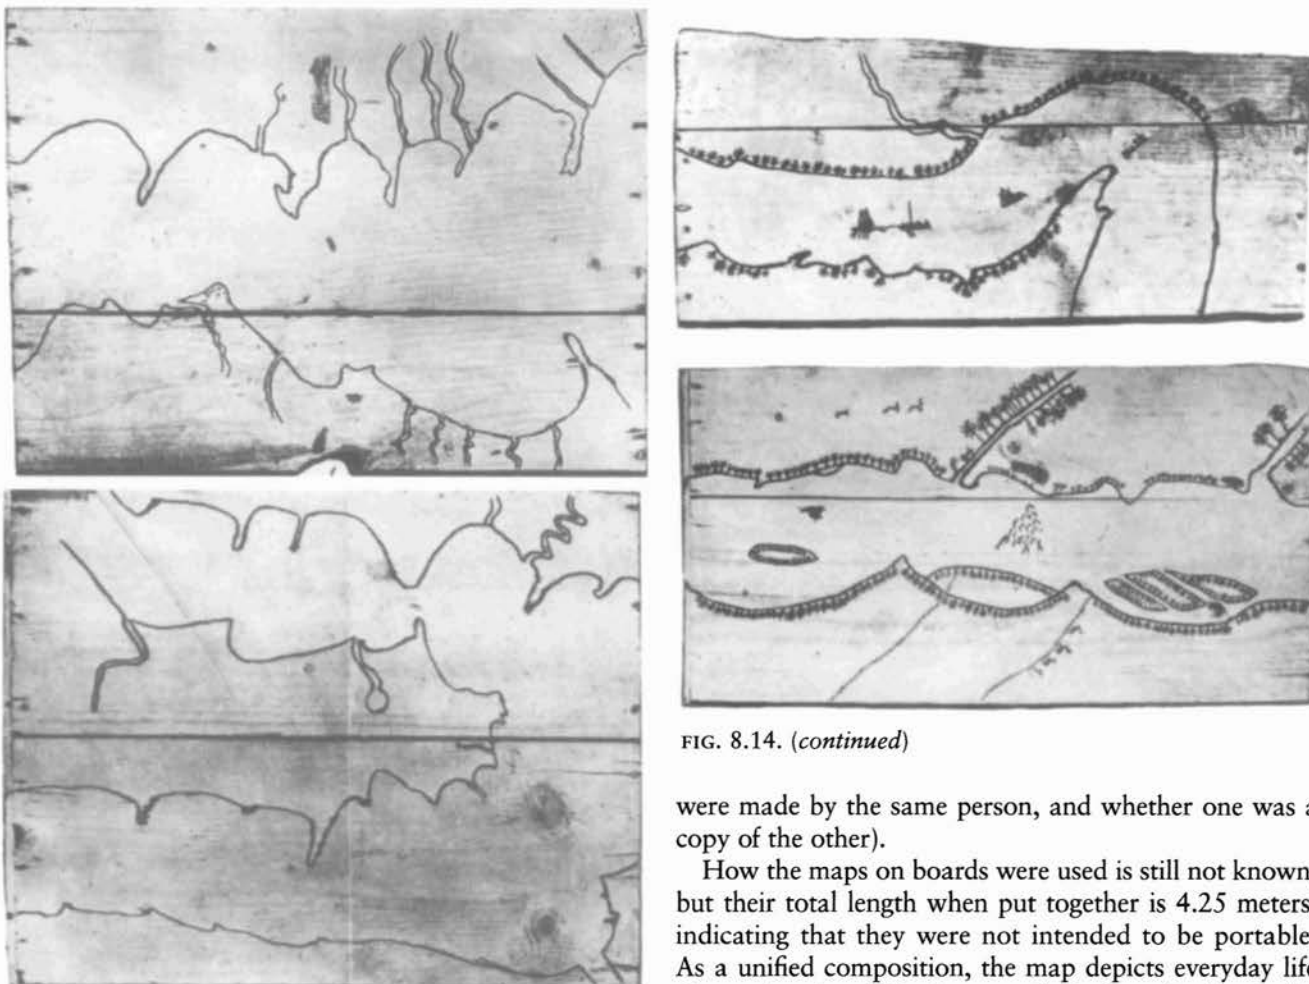 FIG. 8.14. (continued)
were made by the same person, and whether one was a
copy of the other).
How the maps on boards were used is still not known
but their total length when put together is 4.25 meters
indicating that they were not intended to be portable
As a unified composition, the map depicts everyday life